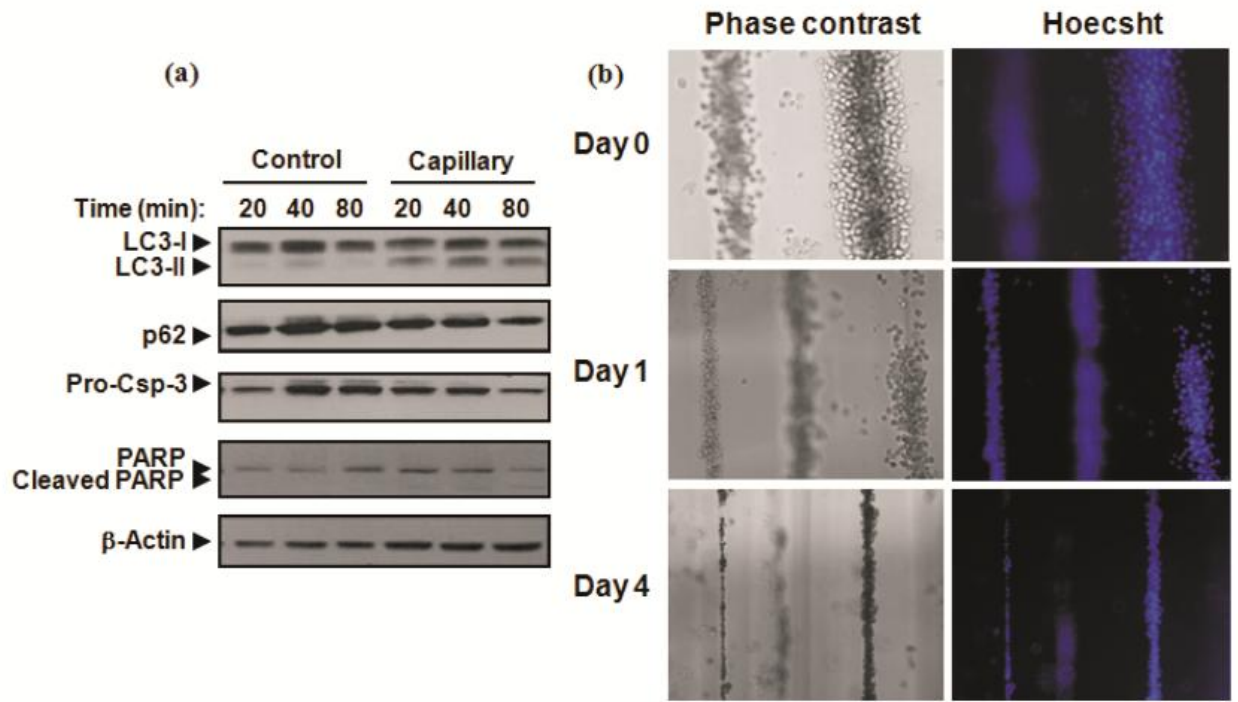 (a)
Control Capillary
Time (min): 20 40 80 20 40 80
LC3-I
LC3-II
p62
Pro-Csp-3
PARP
Cleaved PARP
β-Actin
(b)
Phase contrast Hoecsht
Day 0
Day 1
Day 4